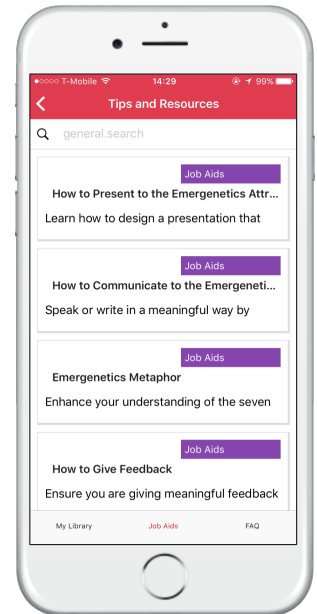 T-Mobile 14:29 99%
Tips and Resources
general.search
Job Aids
How to Present to the Emergenetics Attr...
Learn how to design a presentation that
Job Aids
How to Communicate to the Emergeneti...
Speak or write in a meaningful way by
Job Aids
Emergenetics Metaphor
Enhance your understanding of the seven
Job Aids
How to Give Feedback
Ensure you are giving meaningful feedback
My Library Job Aids FAQ